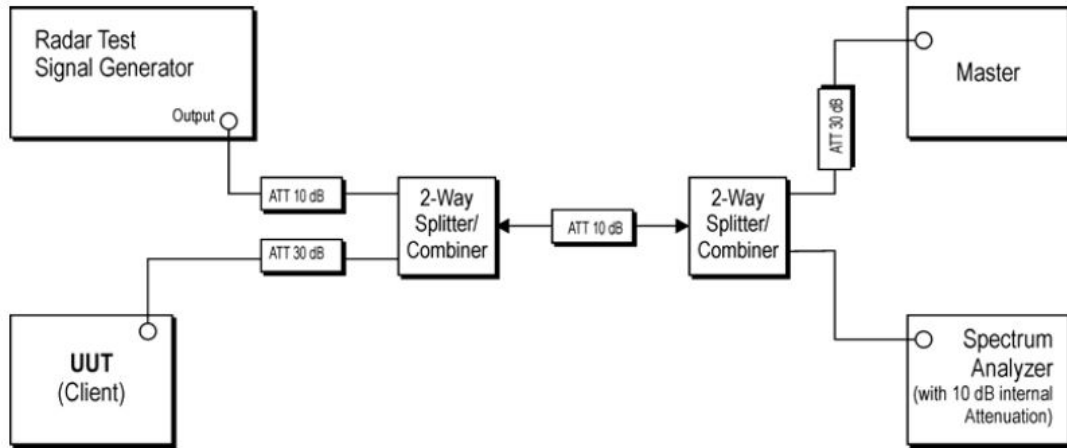 Radar Test
Signal Generator
Output
ATT 10 dB
2-Way
Splitter/
Combiner
ATT 30 dB
ATT 10 dB
2-Way
Splitter/
Combiner
ATT 30 dB
Master
UUT
(Client)
Spectrum
Analyzer
(with 10 dB internal
Attenuation)